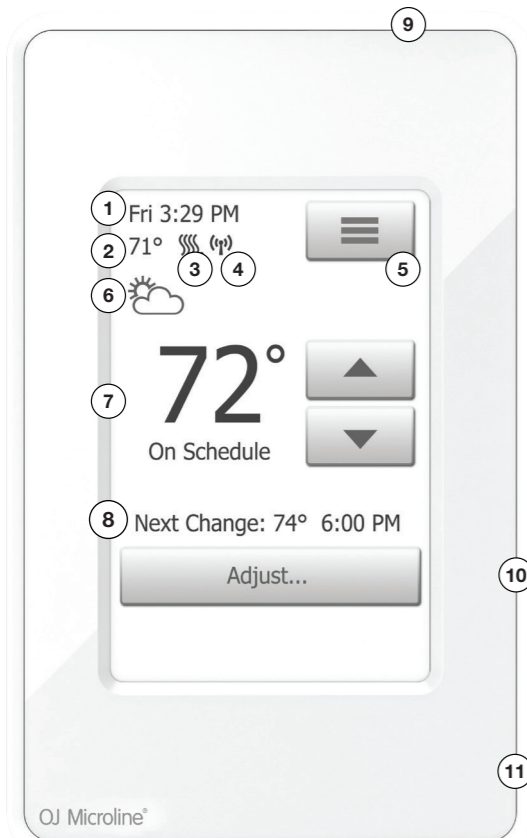 9
1 Fri 3:29 PM
2 71°
3 4 5
6
72°
7
On Schedule
8 Next Change: 74° 6:00 PM
Adjust...
10
11
OJ Microline®